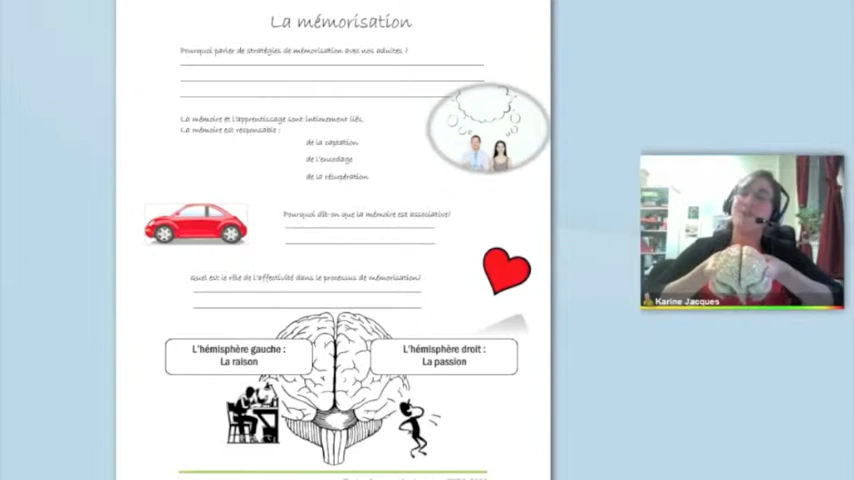 La mémorisation
Pourquoi parler de stratégies de mémorisation avec nos adultes ?
La mémoire et l'apprentissage sont intimement liés.
La mémoire est responsable :
de la captation
de l'encodage
de la récupération
Pourquoi dit-on que la mémoire est associative?
Quel est le rôle de l'affectivité dans le processus de mémorisation?
L'hémisphère gauche :
La raison
L'hémisphère droit :
La passion
Karine Jacques